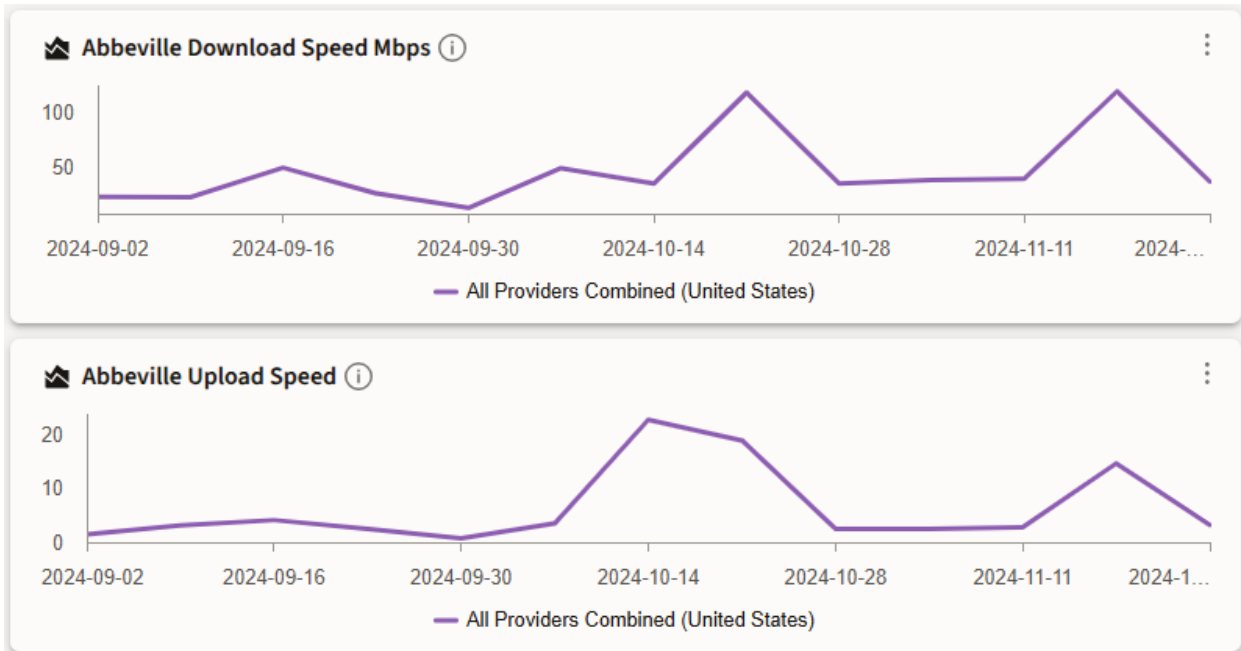 Abbeville Download Speed Mbps
100
50
2024-09-02 2024-09-16 2024-09-30 2024-10-14 2024-10-28 2024-11-11 2024-...
All Providers Combined (United States)
Abbeville Upload Speed
20
10
0
2024-09-02 2024-09-16 2024-09-30 2024-10-14 2024-10-28 2024-11-11 2024-1...
All Providers Combined (United States)